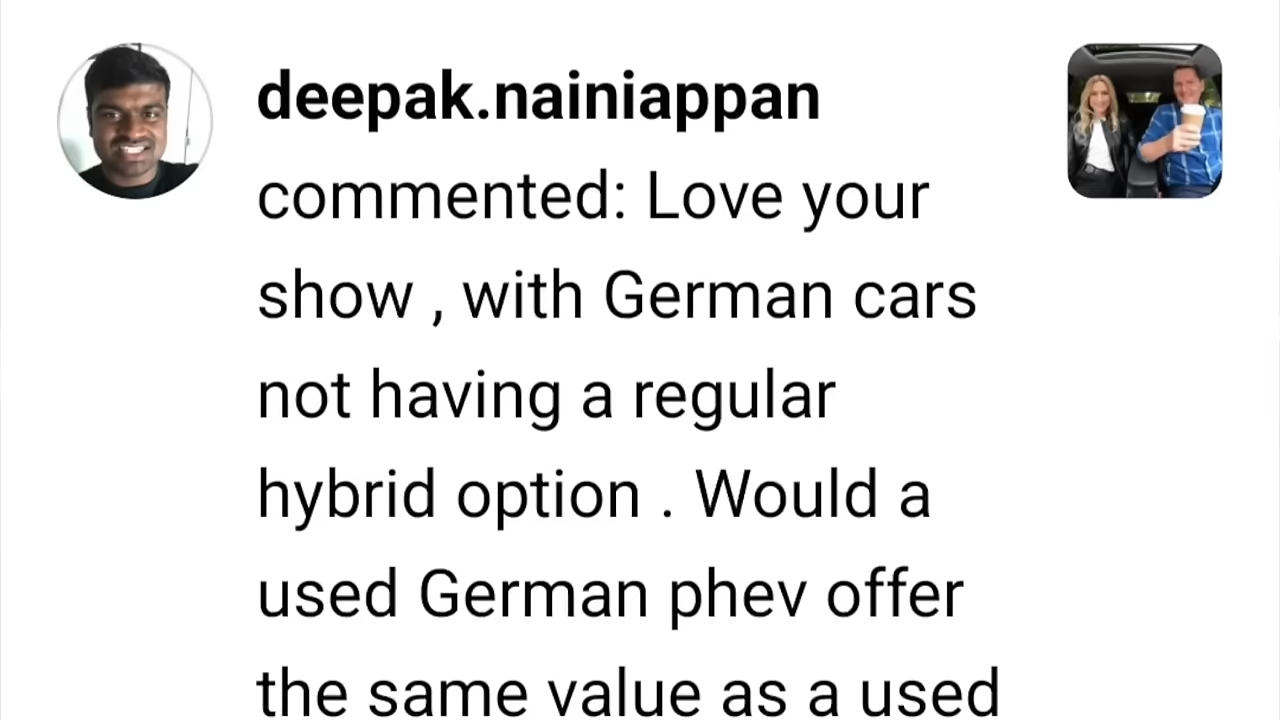 deepak.nainiappan
commented: Love your
show , with German cars
not having a regular
hybrid option . Would a
used German phev offer
the same value as a used